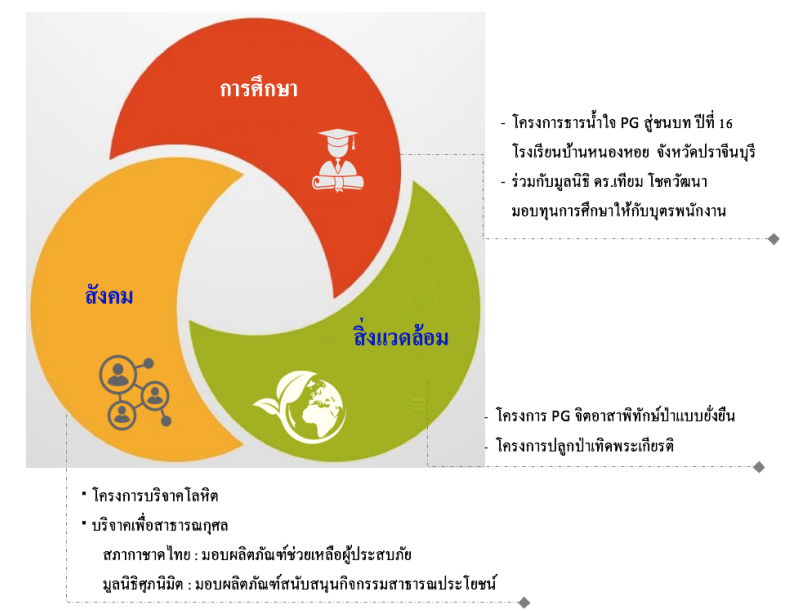 การศึกษา
- โครงการธารน้ำใจ PG สู่ชนบท ปีที่ 16
โรงเรียนบ้านหนองหอย จังหวัดปราจีนบุรี
- ร่วมกับมูลนิธิ ดร.เทียม โชควัฒนา
มอบทุนการศึกษาให้กับบุตรพนักงาน
สังคม
สิ่งแวดล้อม
- โครงการ PG จิตอาสาพิทักษ์ป่าแบบยั่งยืน
- โครงการปลูกป่าเทิดพระเกียรติ
▪ โครงการบริจาคโลหิต
▪ บริจาคเพื่อสาธารณกุศล
สภากาชาดไทย : มอบผลิตภัณฑ์ช่วยเหลือผู้ประสบภัย
มูลนิธิศุภนิมิต : มอบผลิตภัณฑ์สนับสนุนกิจกรรมสาธารณประโยชน์